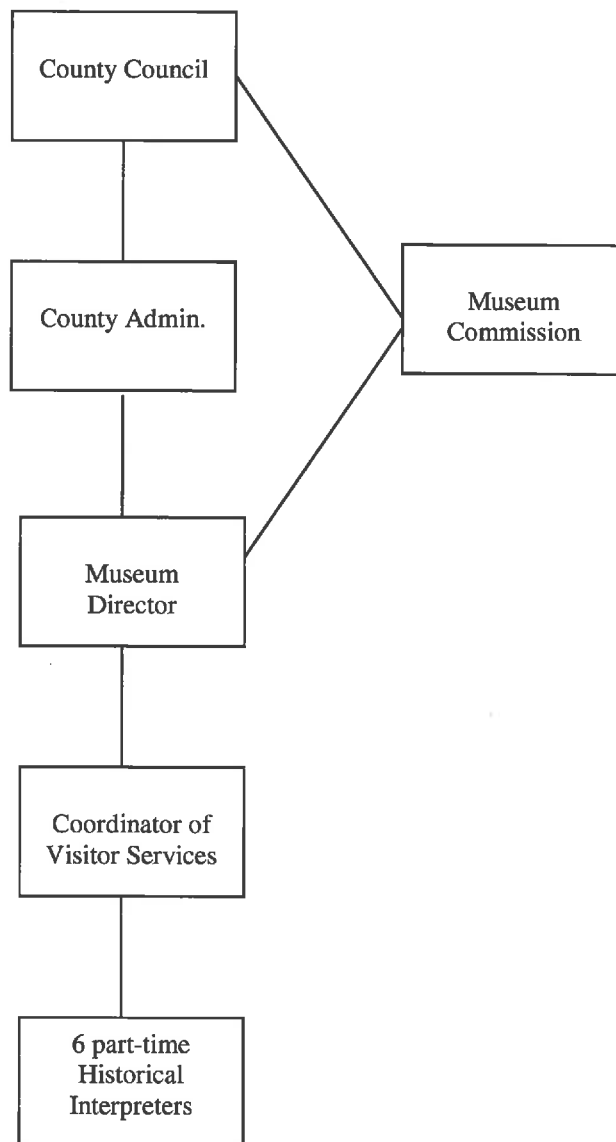 County Council
County Admin.
Museum
Commission
Museum
Director
Coordinator of
Visitor Services
6 part-time
Historical
Interpreters